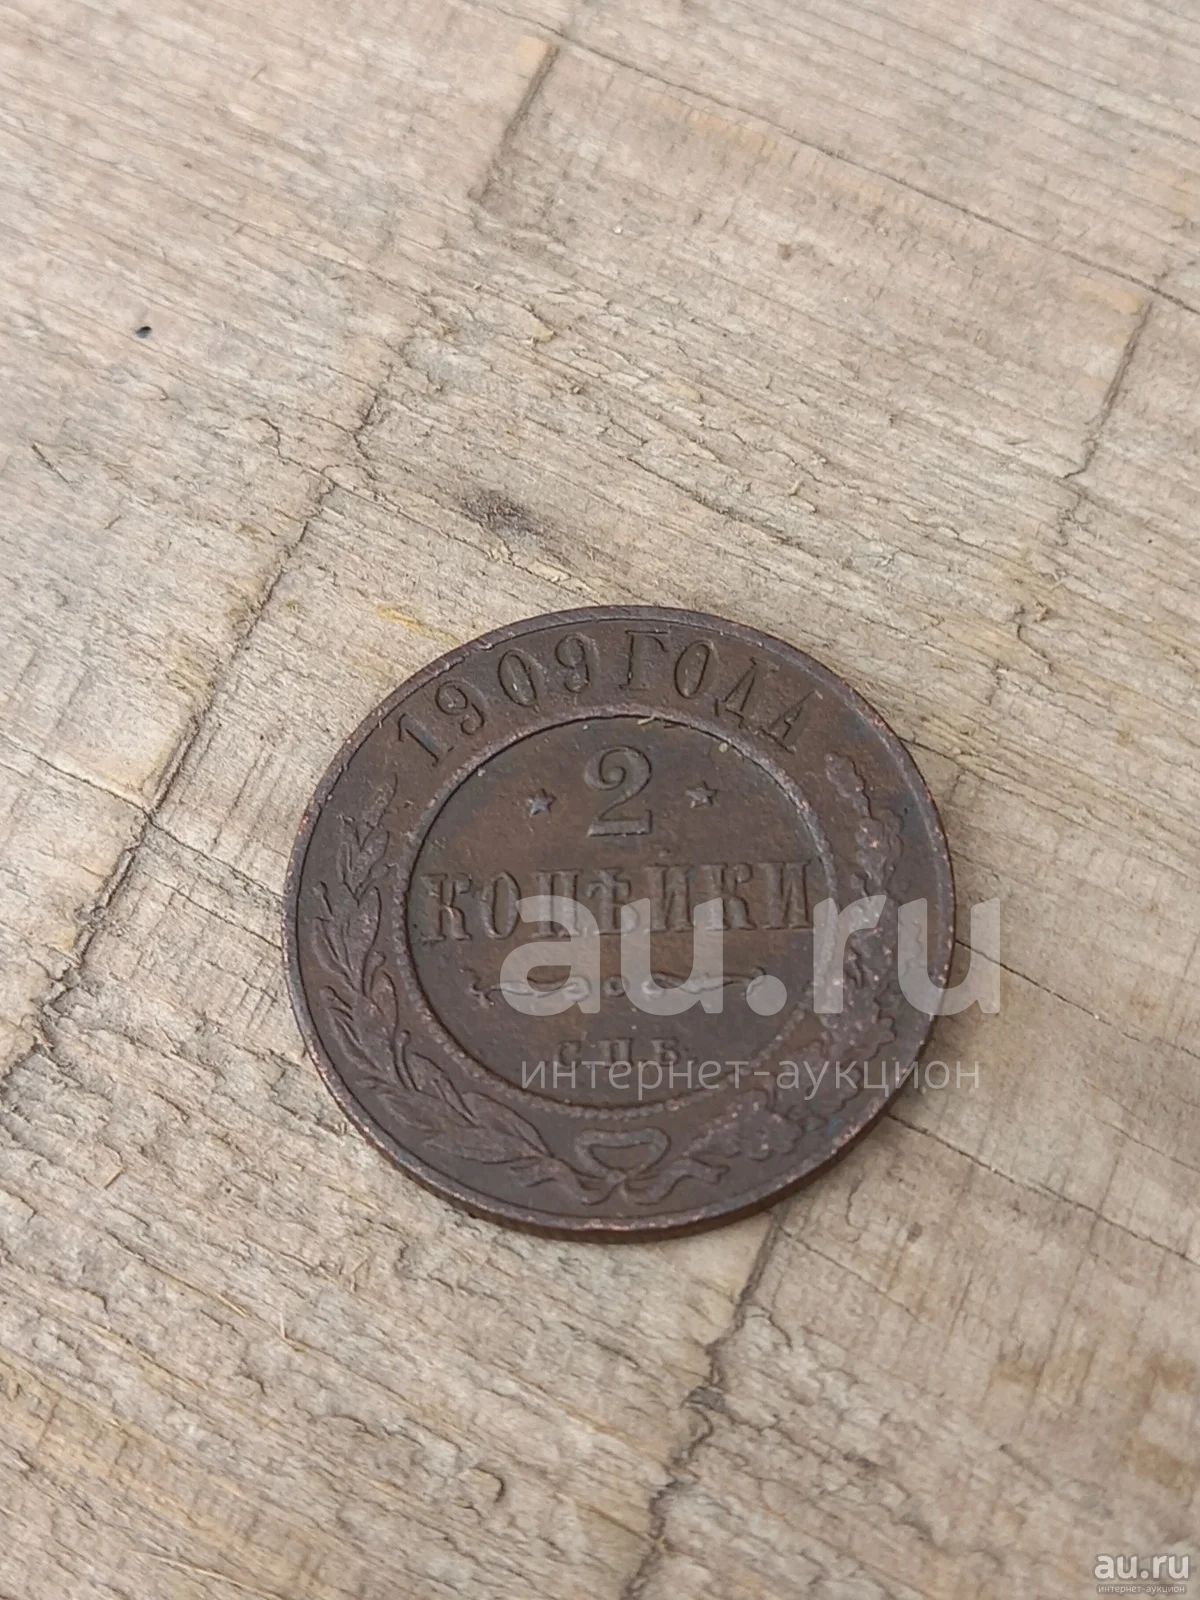 1909 ГОДА
2
КОПѢЙКИ
С.П.Б.
au.ru
интернет-аукцион
au.ru
интернет-аукцион